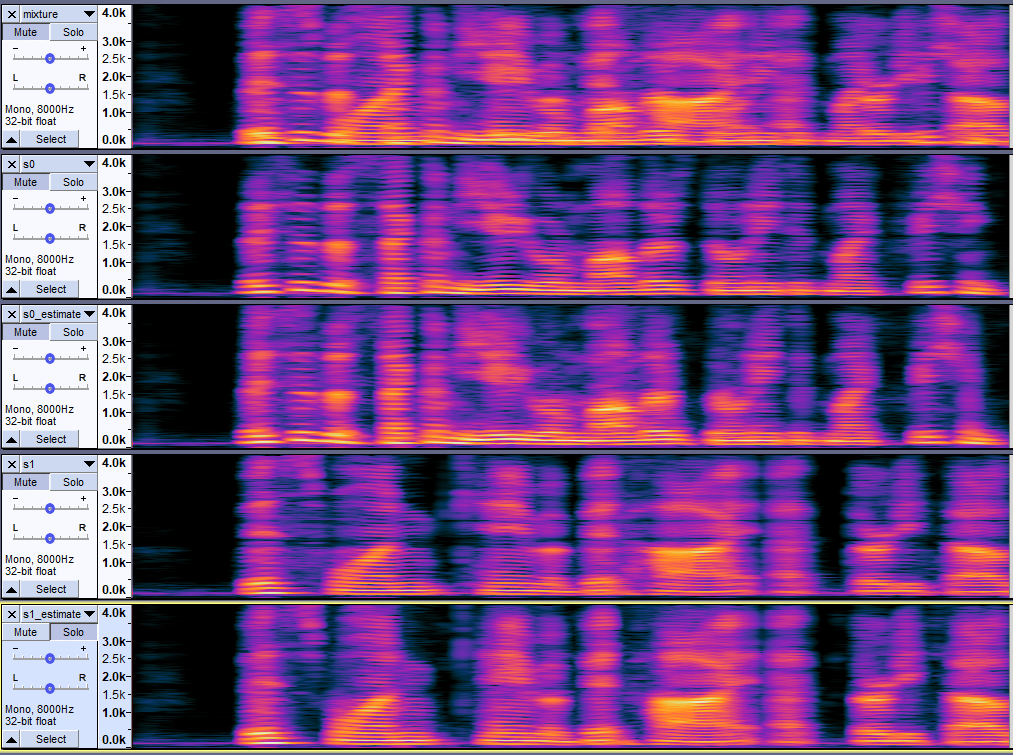 mixture
Mute Solo
- +
L R
Mono, 8000Hz
32-bit float
Select
4.0k
3.0k
2.5k
2.0k
1.5k
1.0k
0.0k
s0
Mute Solo
- +
L R
Mono, 8000Hz
32-bit float
Select
4.0k
3.0k
2.5k
2.0k
1.5k
1.0k
0.0k
s0_estimate
Mute Solo
- +
L R
Mono, 8000Hz
32-bit float
Select
4.0k
3.0k
2.5k
2.0k
1.5k
1.0k
0.0k
s1
Mute Solo
- +
L R
Mono, 8000Hz
32-bit float
Select
4.0k
3.0k
2.5k
2.0k
1.5k
1.0k
0.0k
s1_estimate
Mute Solo
- +
L R
Mono, 8000Hz
32-bit float
Select
4.0k
3.0k
2.5k
2.0k
1.5k
1.0k
0.0k